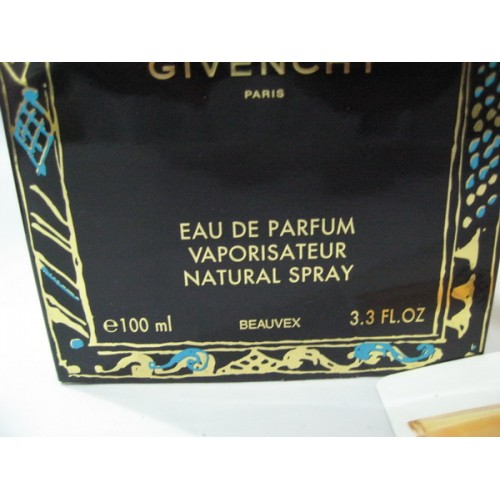 GIVENCHY
PARIS
EAU DE PARFUM
VAPORISATEUR
NATURAL SPRAY
e100 ml BEAUVEX 3.3 FL.OZ